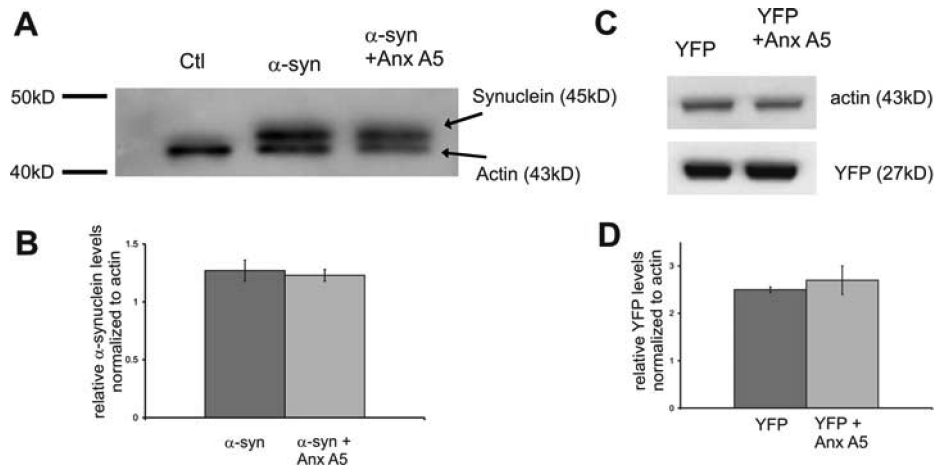 A
Ctl
α-syn
α-syn
+Anx A5
50kD
40kD
Synuclein (45kD)
Actin (43kD)
C
YFP
YFP
+Anx A5
actin (43kD)
YFP (27kD)
B
relative α-synuclein levels
normalized to actin
1.5
1
0.5
0
α-syn
α-syn +
Anx A5
D
relative YFP levels
normalized to actin
3
2
1
0
YFP
YFP +
Anx A5